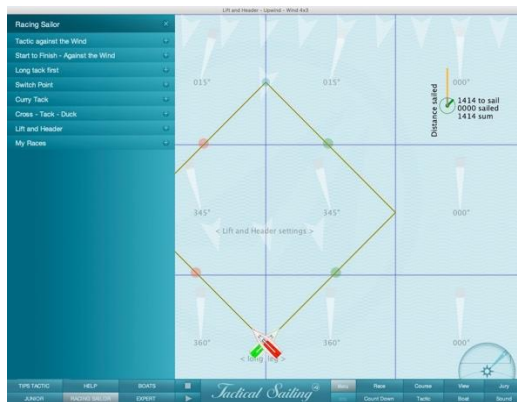 Lift and Header - Upwind - Wind 4x3
Racing Sailor
Tactic against the Wind
Start to Finish - Against the Wind
Long tack first
Switch Point
Curry Tack
Cross - Tack - Duck
Lift and Header
My Races
015°
015°
000°
Distance sailed
1414 to sail
0000 sailed
1414 sum
345°
345°
000°
< Lift and Header settings >
360°
360°
000°
< long leg >
TIPS TACTIC
HELP
BOATS
JUNIOR
RACING SAILOR
EXPERT
Tactical Sailing
Race
Course
View
Jury
Count Down
Tactic
Boat
Sound